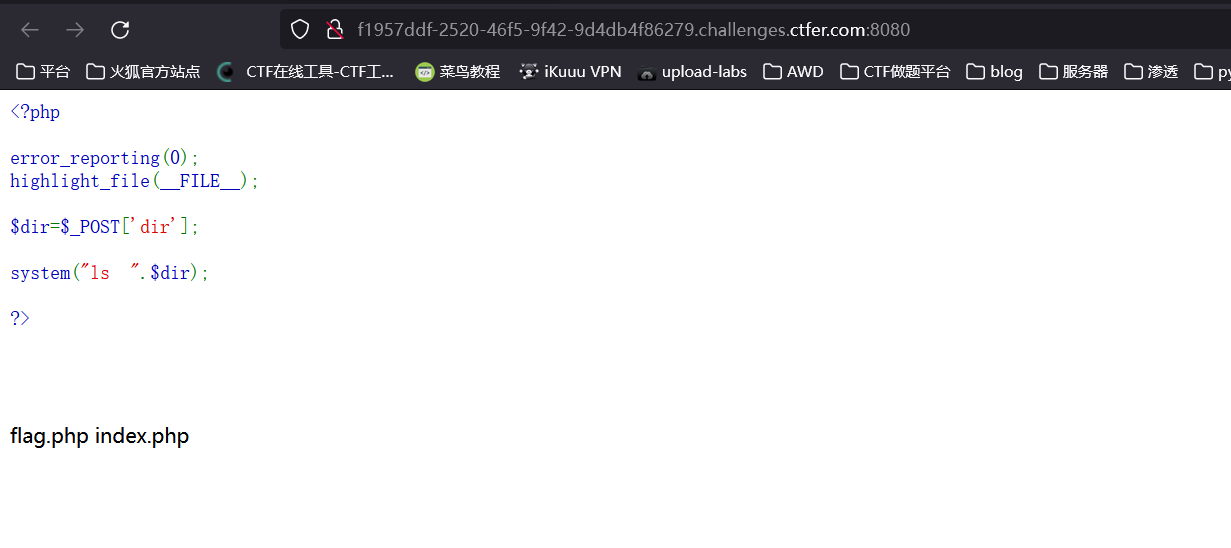 f1957ddf-2520-46f5-9f42-9d4db4f86279.challenges.ctfer.com:8080
平台 火狐官方站点 CTF在线工具-CTF工... 菜鸟教程 iKuuu VPN upload-labs AWD CTF做题平台 blog 服务器 渗透 py
<?php
error_reporting(0);
highlight_file(__FILE__);
$dir=$_POST['dir'];
system("ls  ".$dir);
?>
flag.php index.php